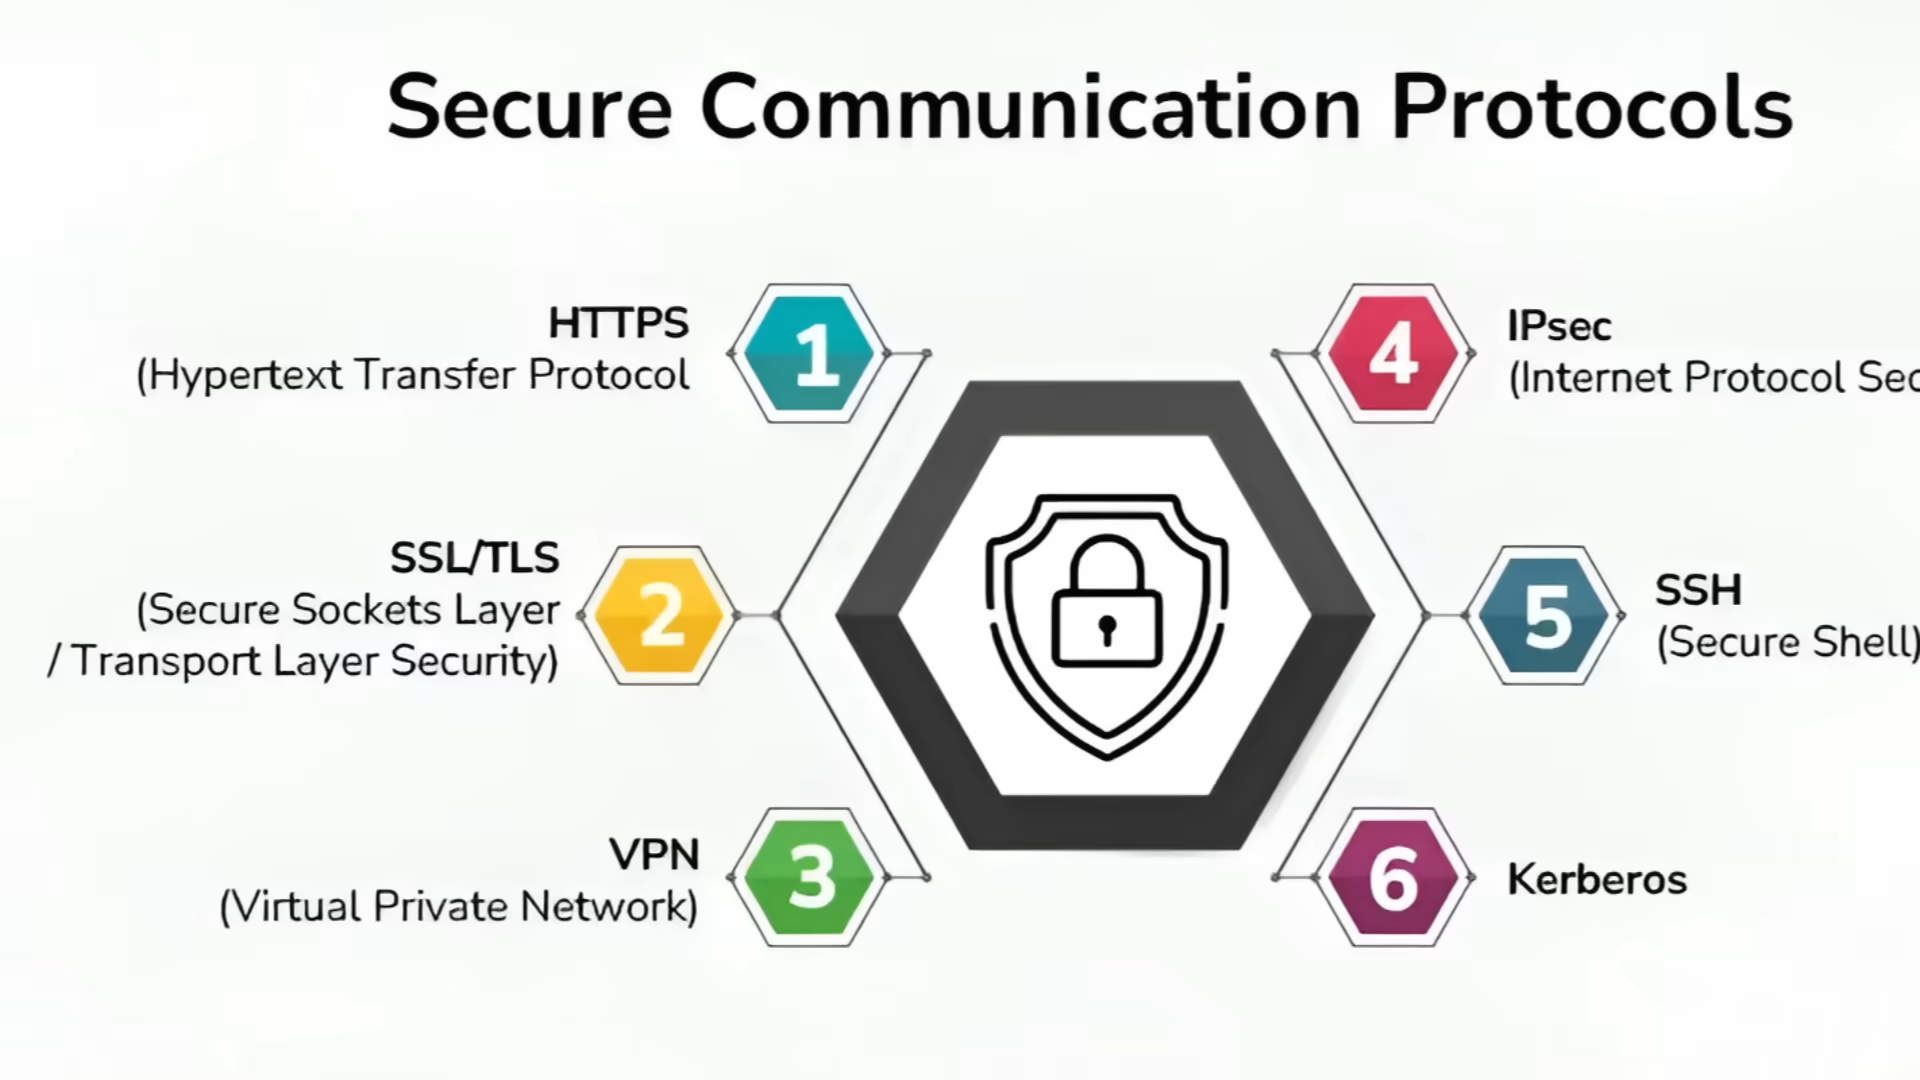 Secure Communication Protocols
1
HTTPS
(Hypertext Transfer Protocol
2
SSL/TLS
(Secure Sockets Layer
/ Transport Layer Security)
3
VPN
(Virtual Private Network)
4
IPsec
(Internet Protocol Sec
5
SSH
(Secure Shell)
6
Kerberos